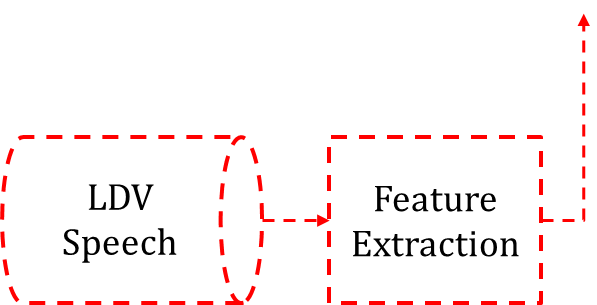 LDV
Speech
Feature
Extraction